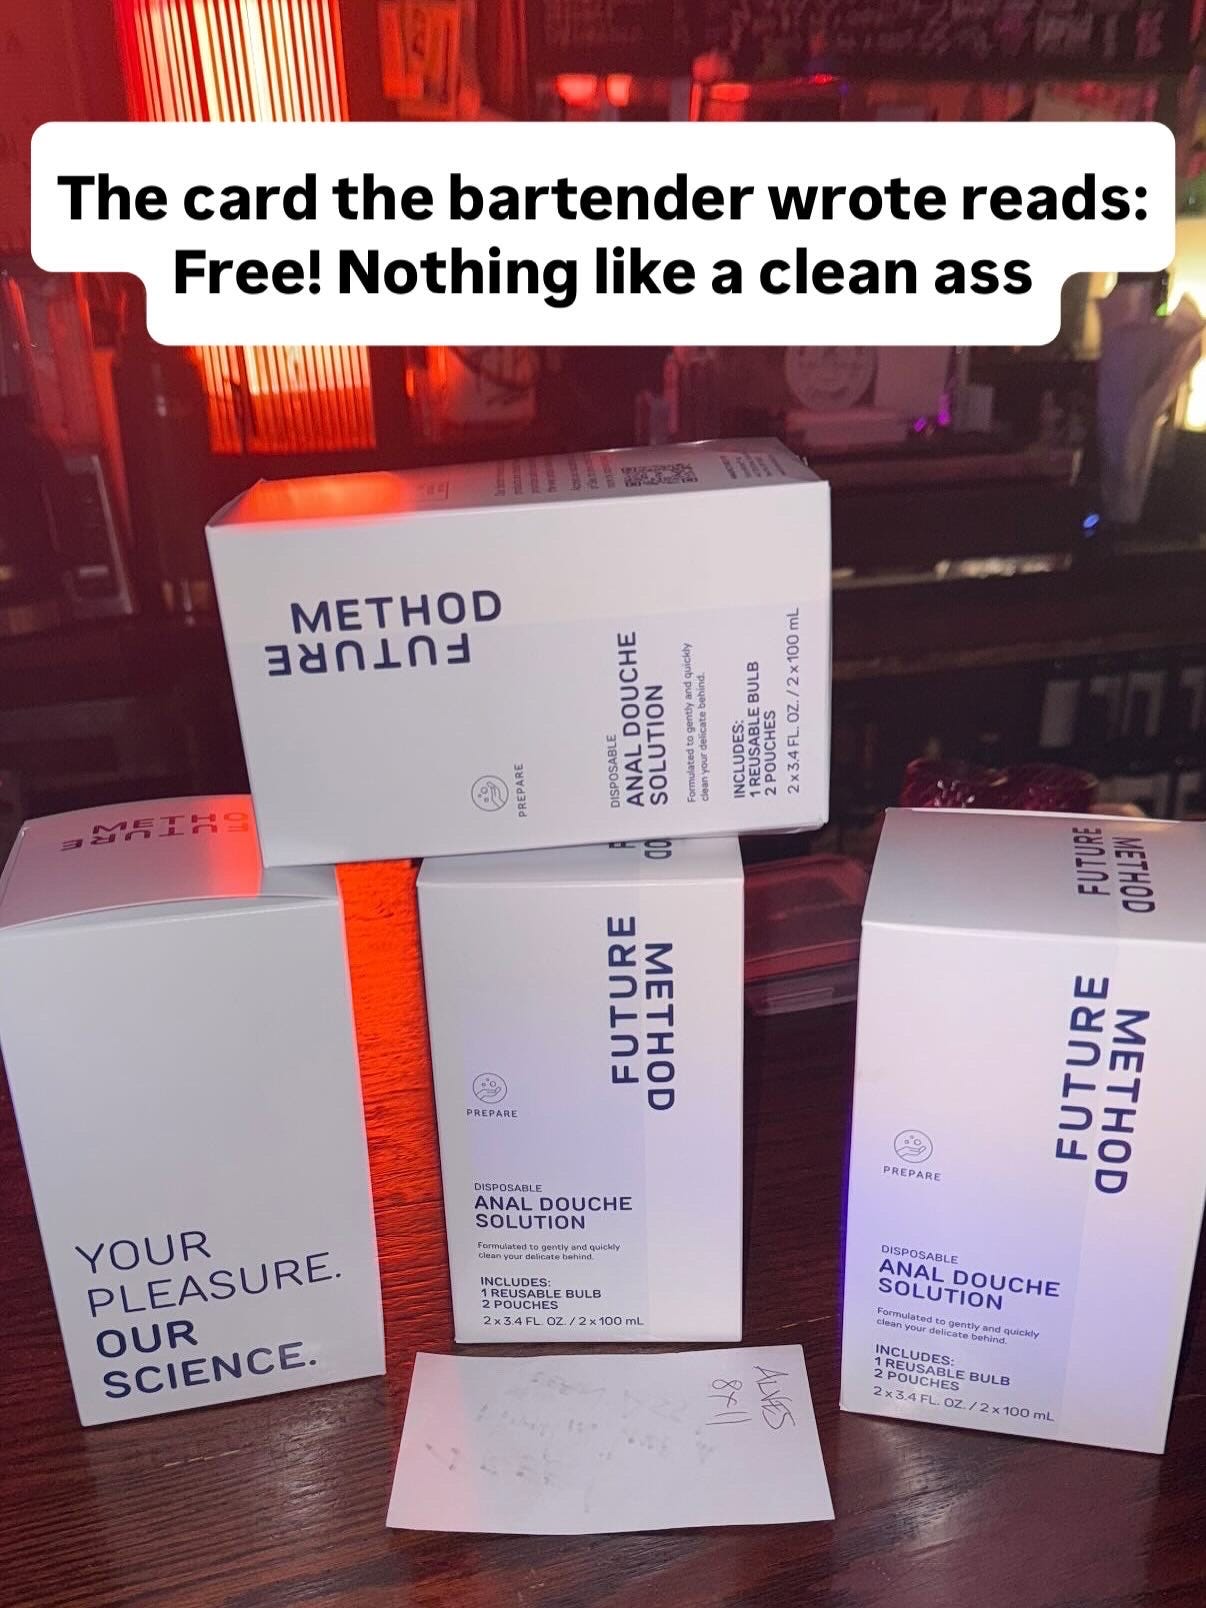 The card the bartender wrote reads:
Free! Nothing like a clean ass
METHOD
FUTURE
PREPARE
DISPOSABLE
ANAL DOUCHE
SOLUTION
Formulated to gently and quickly
clean your delicate behind.
INCLUDES:
1 REUSABLE BULB
2 POUCHES
2 x 3.4 FL. OZ. / 2 x 100 mL
YOUR
PLEASURE.
OUR
SCIENCE.
FUTURE
METHOD
PREPARE
DISPOSABLE
ANAL DOUCHE
SOLUTION
Formulated to gently and quickly
clean your delicate behind.
INCLUDES:
1 REUSABLE BULB
2 POUCHES
2 x 3.4 FL. OZ. / 2 x 100 mL
FUTURE
METHOD
FUTURE
METHOD
PREPARE
DISPOSABLE
ANAL DOUCHE
SOLUTION
Formulated to gently and quickly
clean your delicate behind.
INCLUDES:
1 REUSABLE BULB
2 POUCHES
2 x 3.4 FL. OZ. / 2 x 100 mL